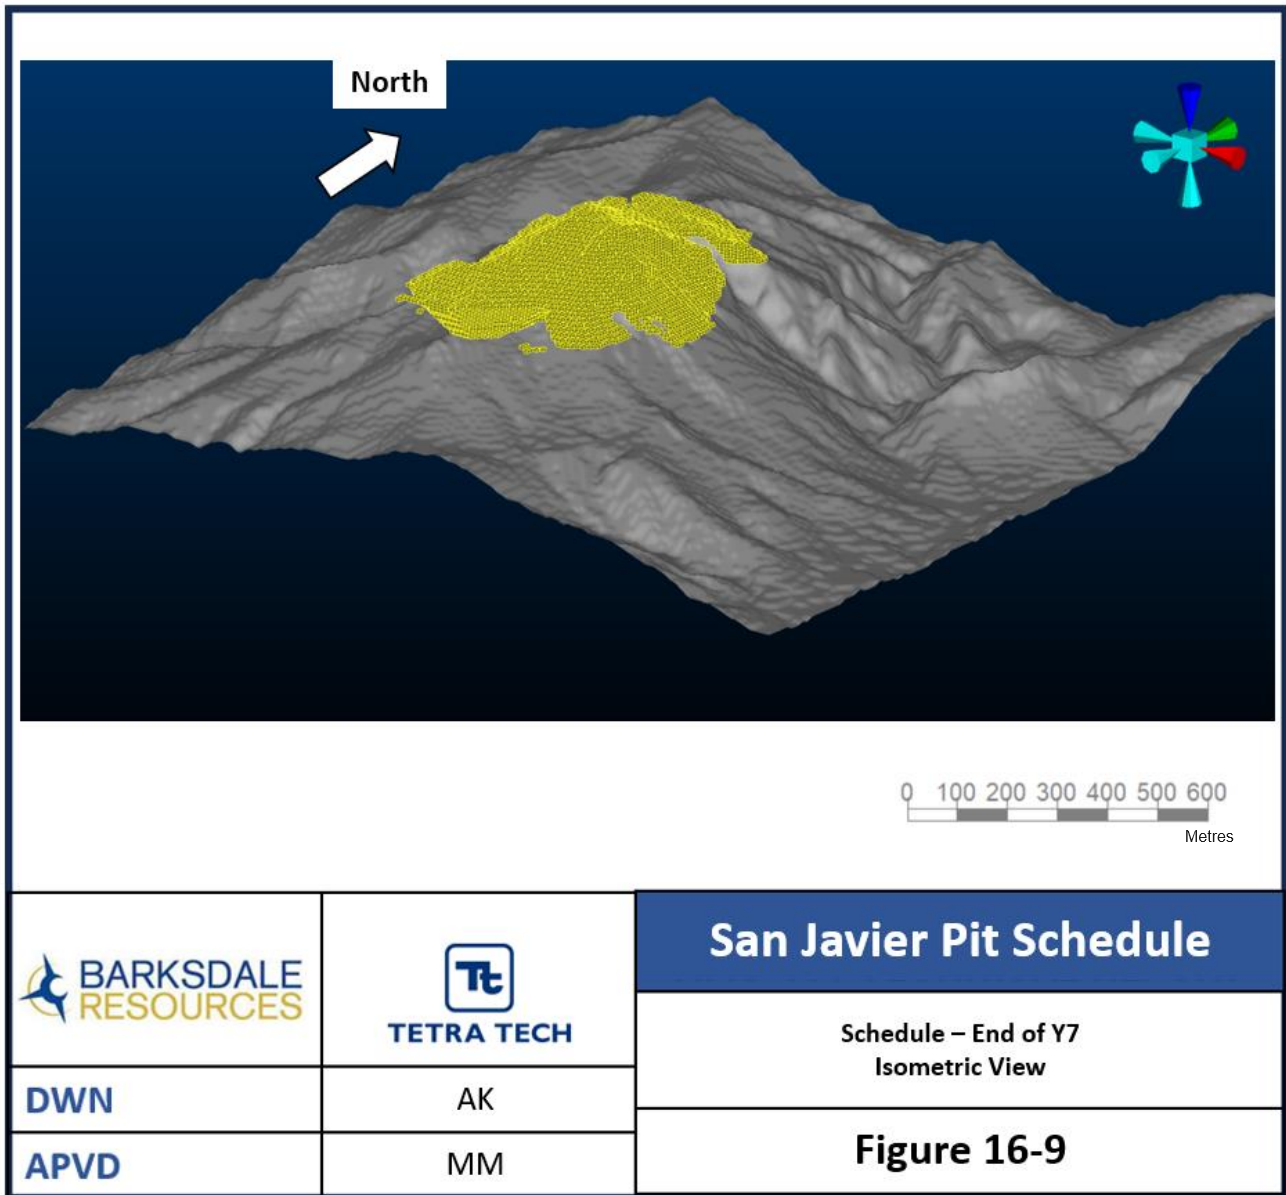 North
0 100 200 300 400 500 600
Metres
BARKSDALE
RESOURCES
Tt
TETRA TECH
San Javier Pit Schedule
Schedule – End of Y7
Isometric View
DWN
AK
APVD
MM
Figure 16-9